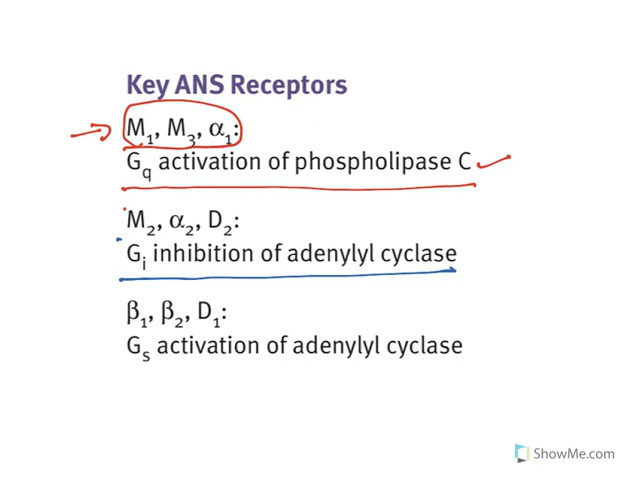 Key ANS Receptors
M₁, M₃, α₁:
Gq activation of phospholipase C
M₂, α₂, D₂:
Gᵢ inhibition of adenylyl cyclase
β₁, β₂, D₁:
Gₛ activation of adenylyl cyclase
ShowMe.com